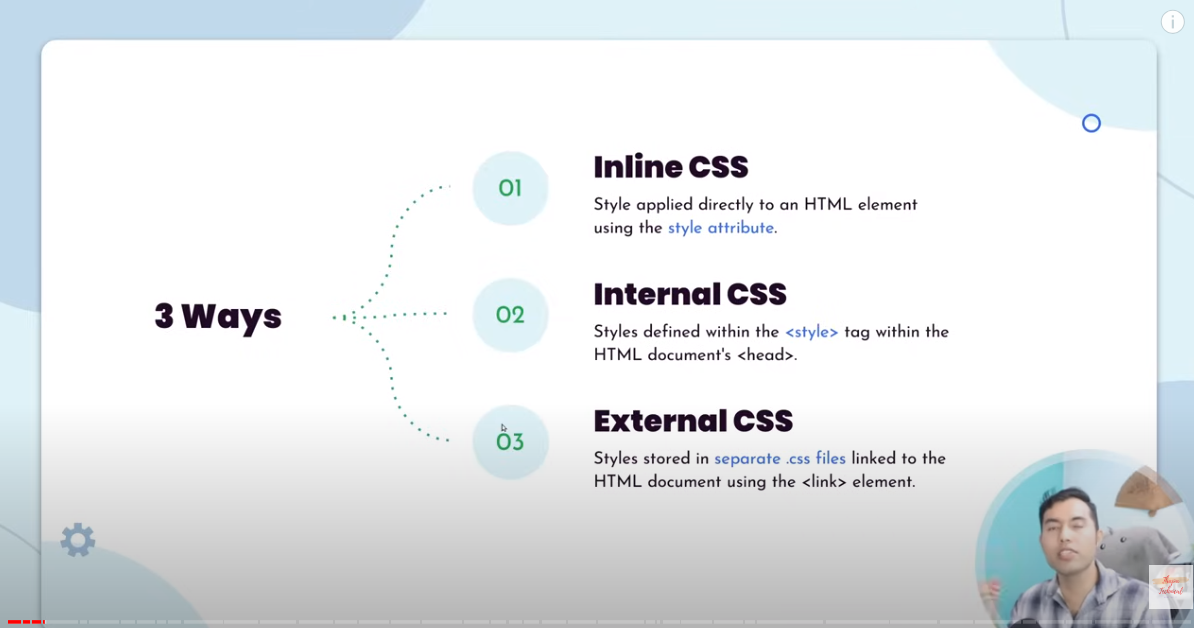 3 Ways
01
Inline CSS
Style applied directly to an HTML element
using the style attribute.
02
Internal CSS
Styles defined within the <style> tag within the
HTML document's <head>.
03
External CSS
Styles stored in separate .css files linked to the
HTML document using the <link> element.